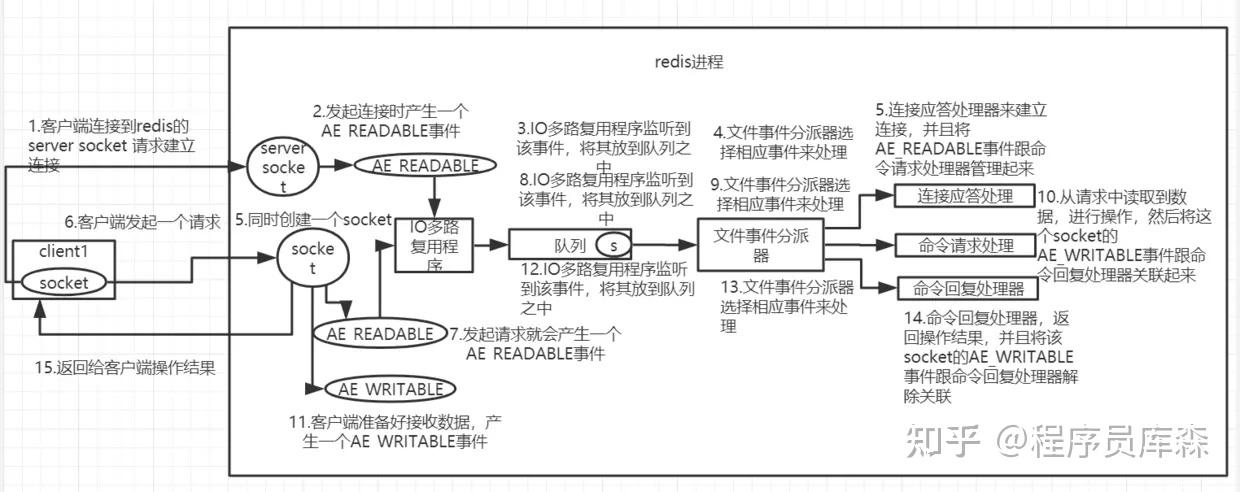 redis进程
1.客户端连接到redis的
server socket 请求建立
连接
2.发起连接时产生一个
AE READABLE事件
3.IO多路复用程序监听到
该事件，将其放到队列之
中
4.文件事件分派器选
择相应事件来处理
5.连接应答处理器来建立
连接，并且将
AE_READABLE事件跟命
令请求处理器管理起来
server
socke
t
AE READABLE
8.IO多路复用程序监听到
该事件，将其放到队列之
中
9.文件事件分派器选
择相应事件来处理
连接应答处理
6.客户端发起一个请求
5.同时创建一个socket
IO多路
复用程
序
队列
s
文件事件分派
器
命令请求处理
10.从请求中读取到数
据，进行操作，然后将这
个socket的
AE_WRITABLE事件跟命
令回复处理器关联起来
client1
socket
socke
t
12.IO多路复用程序监听
到该事件，将其放到队列
之中
13.文件事件分派器
选择相应事件来处
理
命令回复处理器
AE READABLE
7.发起请求就会产生一个
AE READABLE事件
14.命令回复处理器，返
回操作结果，并且将该
socket的AE_WRITABLE
事件跟命令回复处理器解
除关联
15.返回给客户端操作结果
AE WRITABLE
11.客户端准备好接收数据，产
生一个AE WRITABLE事件
知乎 @程序员库森